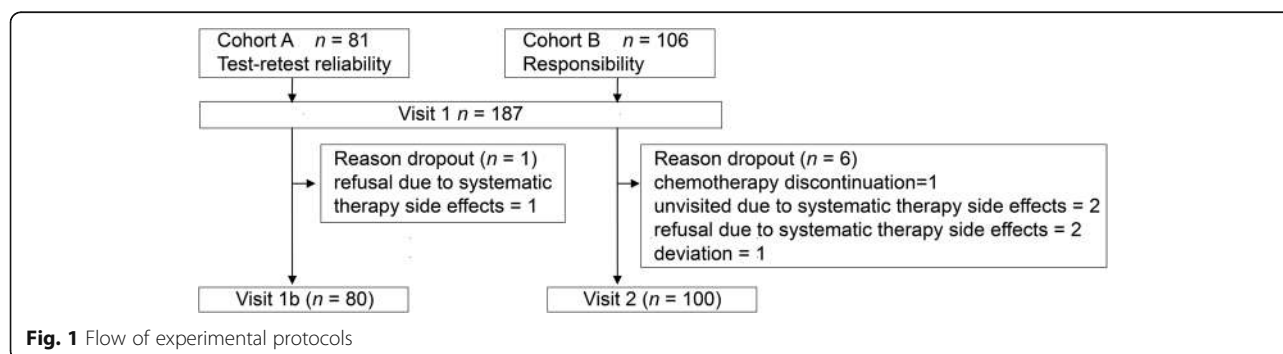 Cohort A n = 81
Test-retest reliability
Cohort B n = 106
Responsibility
Visit 1 n = 187
Reason dropout (n = 1)
refusal due to systematic
therapy side effects = 1
Reason dropout (n = 6)
chemotherapy discontinuation=1
unvisited due to systematic therapy side effects = 2
refusal due to systematic therapy side effects = 2
deviation = 1
Visit 1b (n = 80)
Visit 2 (n = 100)
Fig. 1 Flow of experimental protocols